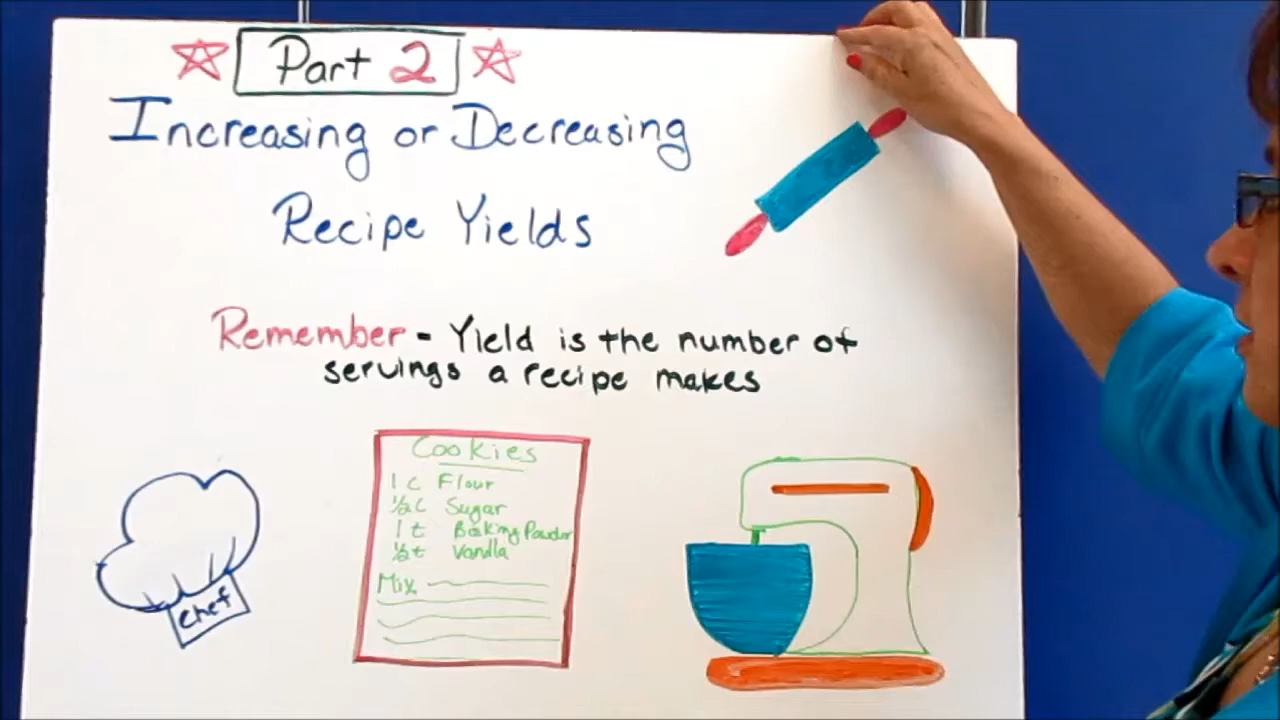 Part 2
Increasing or Decreasing
Recipe Yields
Remember - Yield is the number of
servings a recipe makes
Cookies
1 c Flour
½ c Sugar
1 t Baking Powder
½ t Vanilla
Mix
Chef